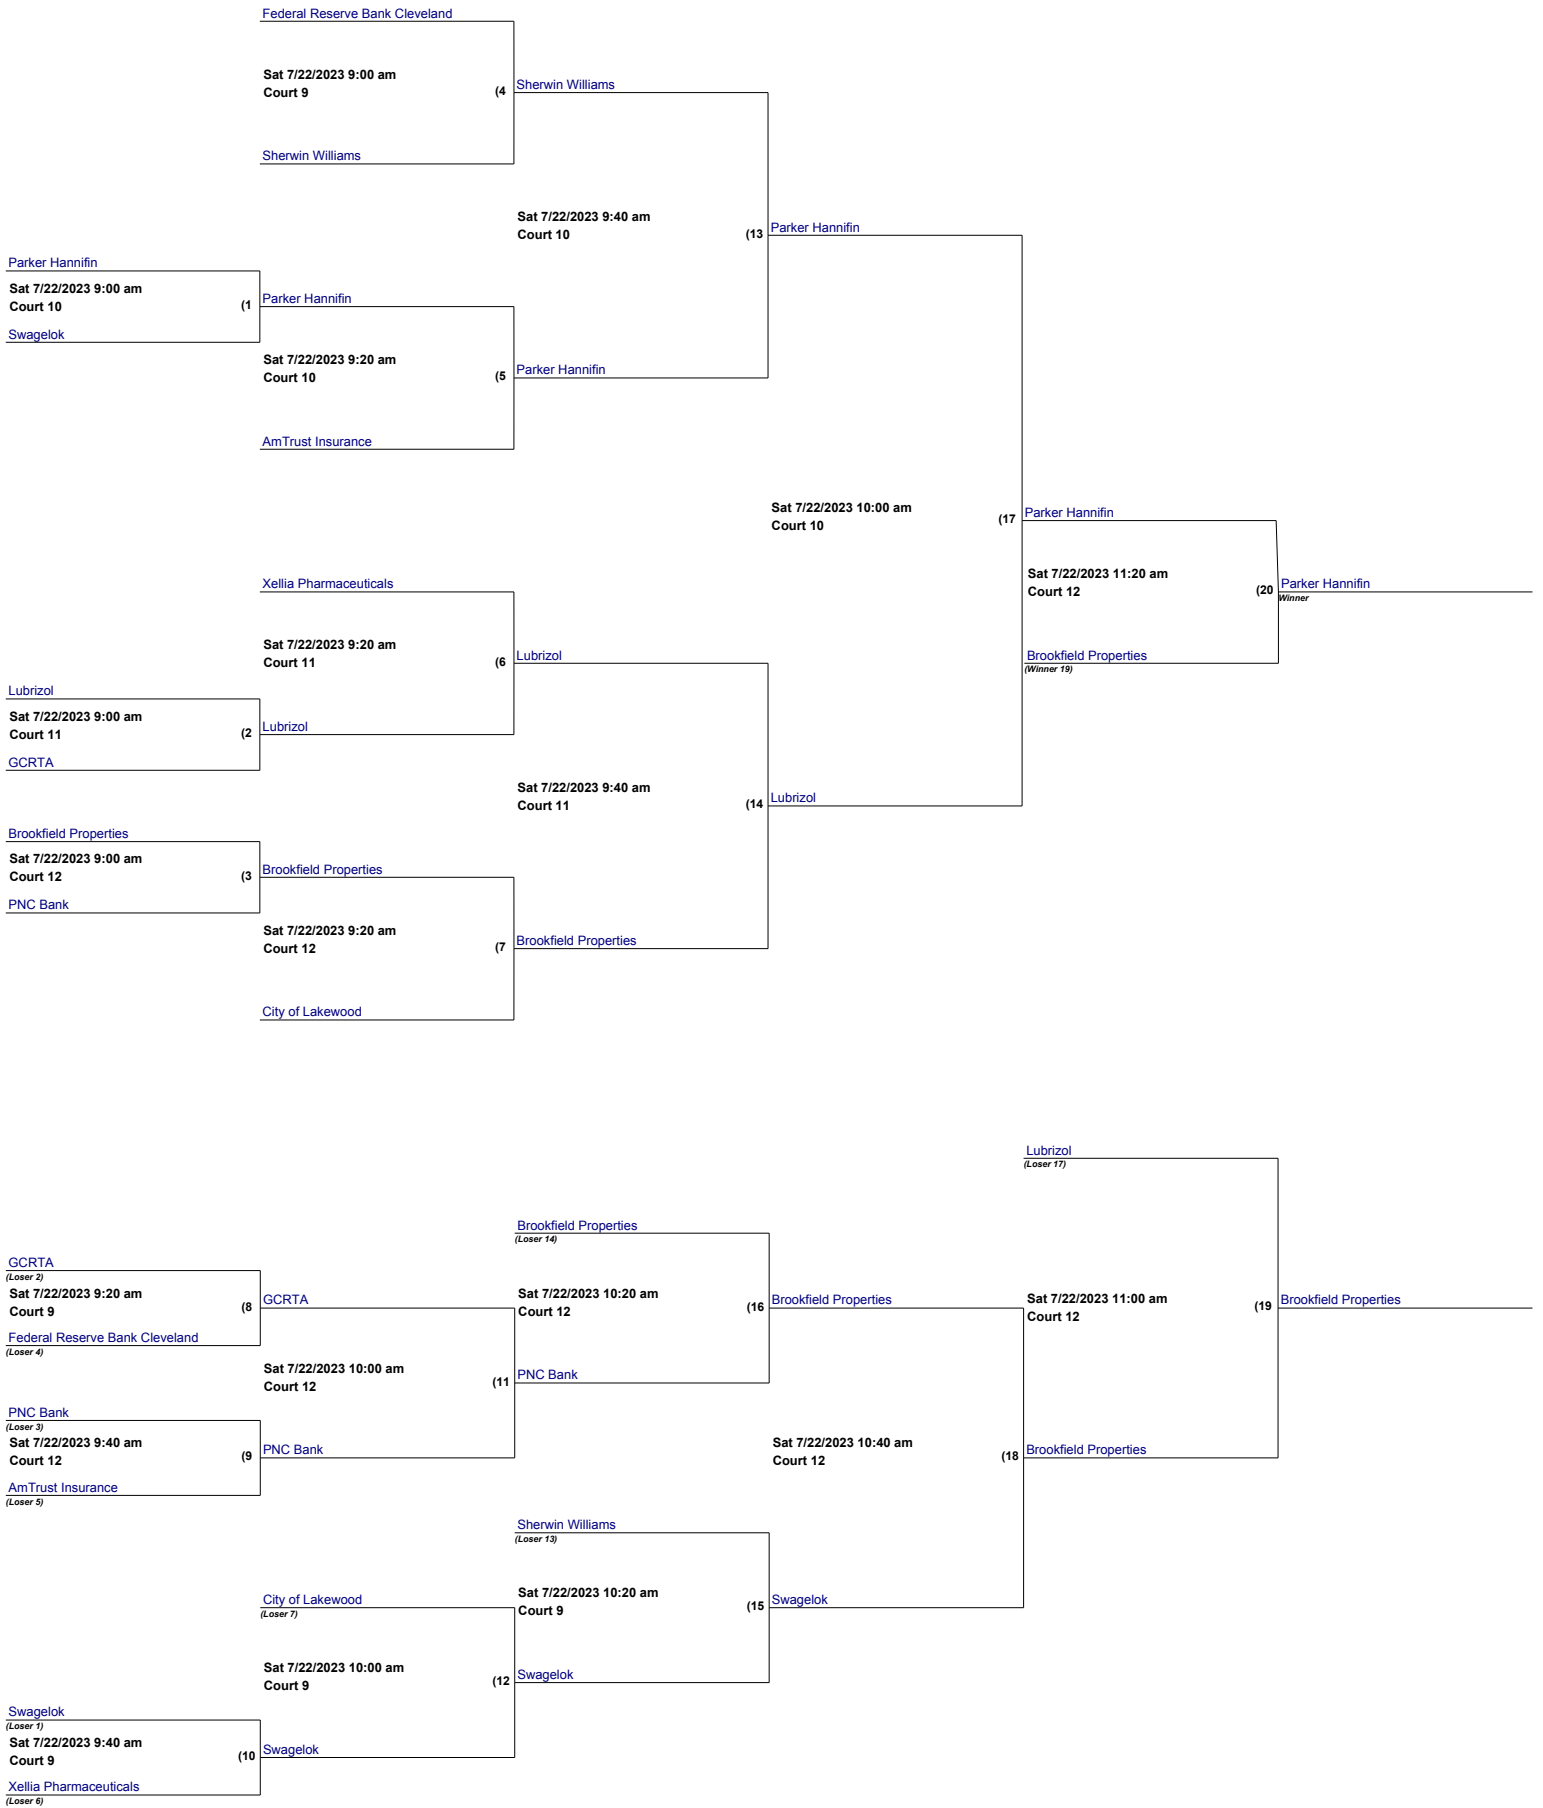 Federal Reserve Bank Cleveland
Sat 7/22/2023 9:00 am
Court 9
(4
Sherwin Williams
Sherwin Williams
Sat 7/22/2023 9:40 am
Court 10
(13
Parker Hannifin
Parker Hannifin
Sat 7/22/2023 9:00 am
Court 10
(1
Parker Hannifin
Swagelok
Sat 7/22/2023 9:20 am
Court 10
(5
Parker Hannifin
AmTrust Insurance
Sat 7/22/2023 10:00 am
Court 10
(17
Parker Hannifin
Xellia Pharmaceuticals
Sat 7/22/2023 11:20 am
Court 12
(20
Parker Hannifin
Winner
Sat 7/22/2023 9:20 am
Court 11
(6
Lubrizol
Brookfield Properties
(Winner 19)
Lubrizol
Sat 7/22/2023 9:00 am
Court 11
(2
Lubrizol
GCRTA
Sat 7/22/2023 9:40 am
Court 11
(14
Lubrizol
Brookfield Properties
Sat 7/22/2023 9:00 am
Court 12
(3
Brookfield Properties
PNC Bank
Sat 7/22/2023 9:20 am
Court 12
(7
Brookfield Properties
City of Lakewood
Lubrizol
(Loser 17)
Brookfield Properties
(Loser 14)
GCRTA
(Loser 2)
Sat 7/22/2023 9:20 am
Court 9
(8
GCRTA
Sat 7/22/2023 10:20 am
Court 12
(16
Brookfield Properties
Sat 7/22/2023 11:00 am
Court 12
(19
Brookfield Properties
Federal Reserve Bank Cleveland
(Loser 4)
Sat 7/22/2023 10:00 am
Court 12
(11
PNC Bank
PNC Bank
(Loser 3)
Sat 7/22/2023 9:40 am
Court 12
(9
PNC Bank
Sat 7/22/2023 10:40 am
Court 12
(18
Brookfield Properties
AmTrust Insurance
(Loser 5)
Sherwin Williams
(Loser 13)
City of Lakewood
(Loser 7)
Sat 7/22/2023 10:20 am
Court 9
(15
Swagelok
Sat 7/22/2023 10:00 am
Court 9
(12
Swagelok
Swagelok
(Loser 1)
Sat 7/22/2023 9:40 am
Court 9
(10
Swagelok
Xellia Pharmaceuticals
(Loser 6)